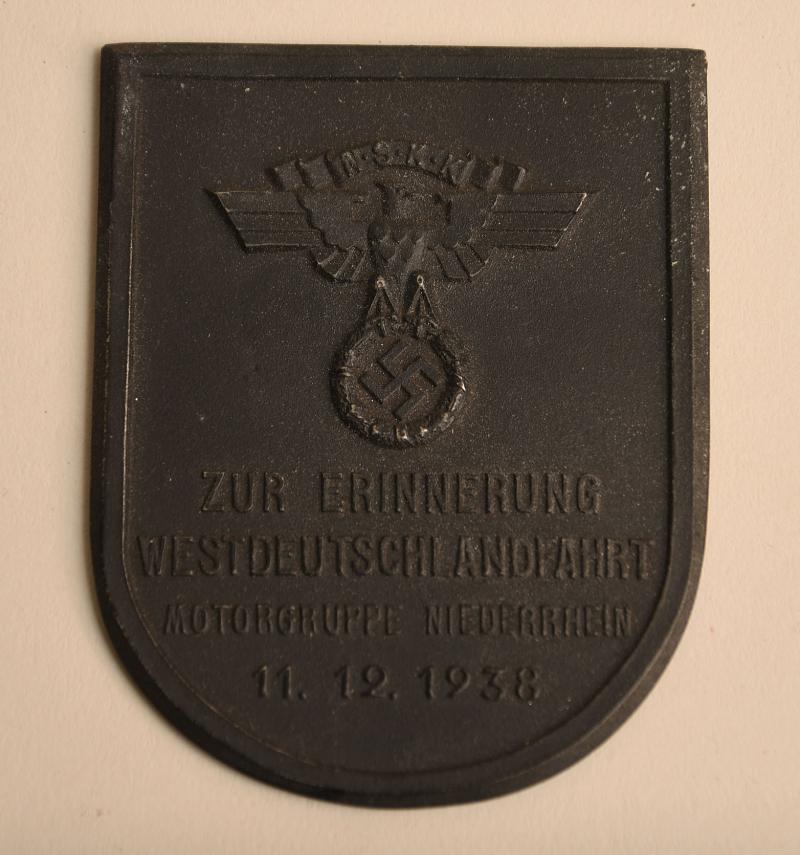 N.S.K.K.
ZUR ERINNERUNG
WESTDEUTSCHLANDFAHRT
MOTORGRUPPE NIEDERRHEIN
11. 12. 1938